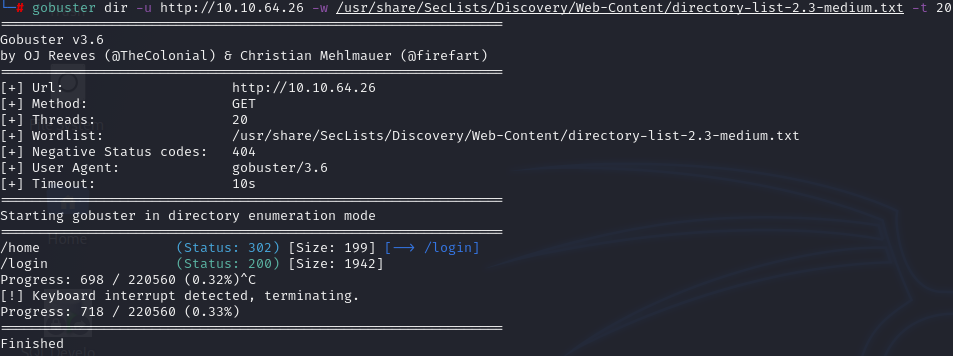 └─# gobuster dir -u http://10.10.64.26 -w /usr/share/SecLists/Discovery/Web-Content/directory-list-2.3-medium.txt -t 20
===============================================================
Gobuster v3.6
by OJ Reeves (@TheColonial) & Christian Mehlmauer (@firefart)
===============================================================
[+] Url:                     http://10.10.64.26
[+] Method:                  GET
[+] Threads:                 20
[+] Wordlist:                /usr/share/SecLists/Discovery/Web-Content/directory-list-2.3-medium.txt
[+] Negative Status codes:   404
[+] User Agent:              gobuster/3.6
[+] Timeout:                 10s
===============================================================
Starting gobuster in directory enumeration mode
===============================================================
/home                 (Status: 302) [Size: 199] [--> /login]
Home
/login                (Status: 200) [Size: 1942]
Progress: 698 / 220560 (0.32%)^C
[!] Keyboard interrupt detected, terminating.
Progress: 718 / 220560 (0.33%)
===============================================================
Finished